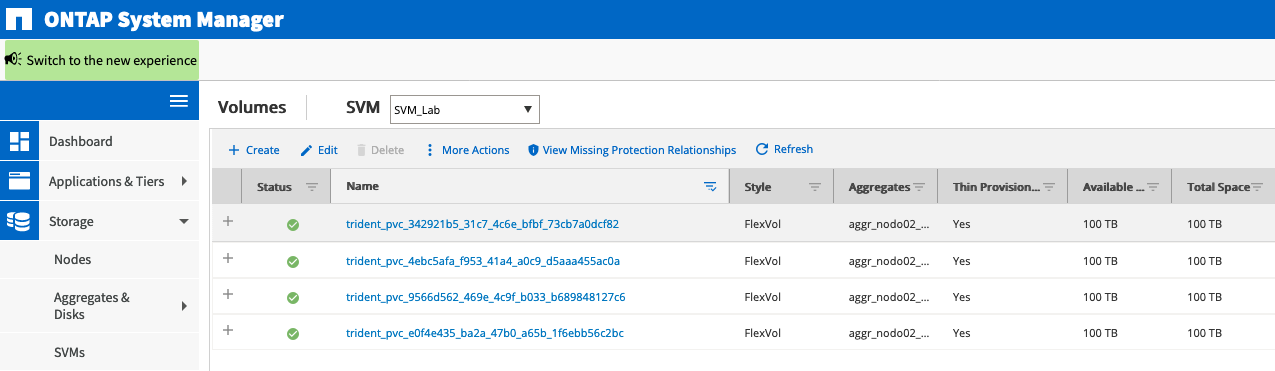 ONTAP System Manager
Switch to the new experience
Volumes SVM SVM_Lab
Dashboard
Applications & Tiers
Storage
Nodes
Aggregates &
Disks
SVMs
Create Edit Delete More Actions View Missing Protection Relationships Refresh
Status Name Style Aggregates Thin Provision... Available ... Total Space
trident_pvc_342921b5_31c7_4c6e_bfbf_73cb7a0dcf82 FlexVol aggr_nodo02_... Yes 100 TB 100 TB
trident_pvc_4ebc5afa_f953_41a4_a0c9_d5aaa455ac0a FlexVol aggr_nodo02_... Yes 100 TB 100 TB
trident_pvc_9566d562_469e_4c9f_b033_b689848127c6 FlexVol aggr_nodo02_... Yes 100 TB 100 TB
trident_pvc_e0f4e435_ba2a_47b0_a65b_1f6ebb56c2bc FlexVol aggr_nodo02_... Yes 100 TB 100 TB